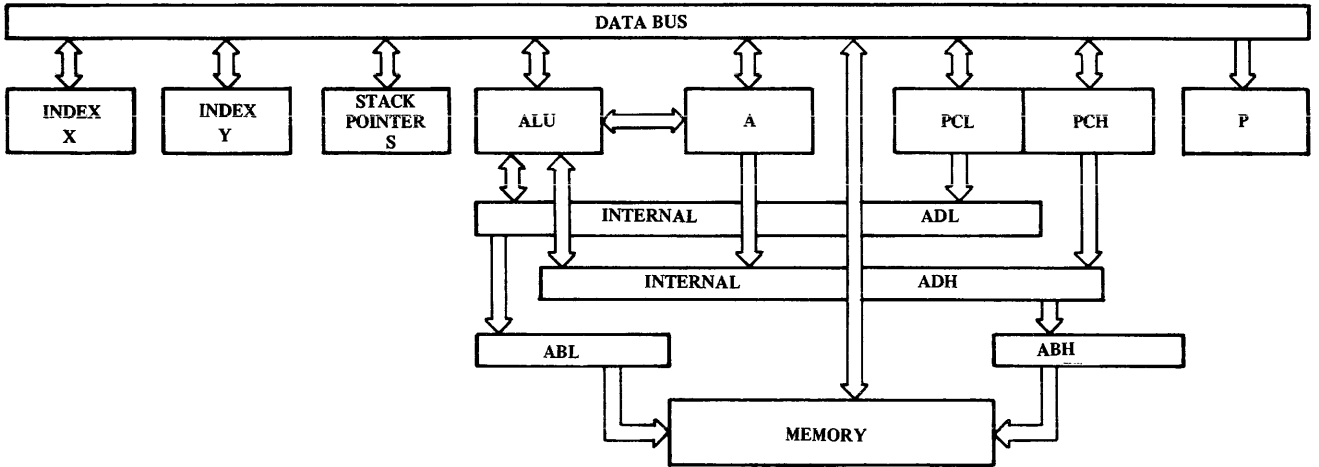 DATA BUS
INDEX
X
INDEX
Y
STACK
POINTER
S
ALU
A
PCL
PCH
P
INTERNAL ADL
INTERNAL ADH
ABL
ABH
MEMORY